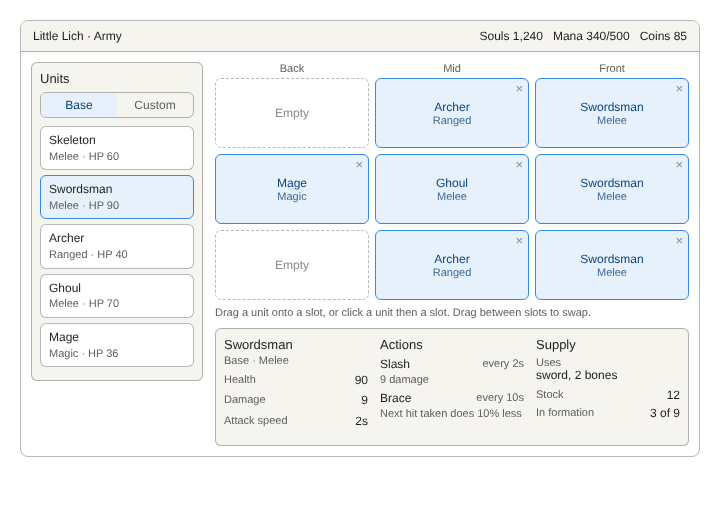 Little Lich · Army
Souls 1,240 Mana 340/500 Coins 85
Units
Base Custom
Skeleton
Melee · HP 60
Swordsman
Melee · HP 90
Archer
Ranged · HP 40
Ghoul
Melee · HP 70
Mage
Magic · HP 36
Back Mid Front
Empty
×
Archer
Ranged
×
Swordsman
Melee
×
Mage
Magic
×
Ghoul
Melee
×
Swordsman
Melee
Empty
×
Archer
Ranged
×
Swordsman
Melee
Drag a unit onto a slot, or click a unit then a slot. Drag between slots to swap.
Swordsman
Base · Melee
Health 90
Damage 9
Attack speed 2s
Actions
Slash every 2s
9 damage
Brace every 10s
Next hit taken does 10% less
Supply
Uses
sword, 2 bones
Stock 12
In formation 3 of 9